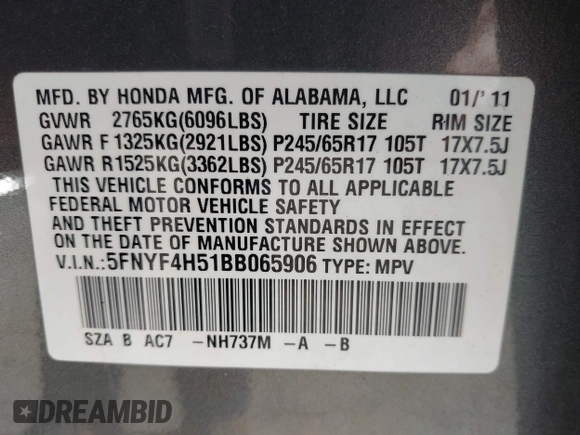 MFD. BY HONDA MFG. OF ALABAMA, LLC 01/'11
GVWR 2765KG(6096LBS) TIRE SIZE RIM SIZE
GAWR F 1325KG(2921LBS) P245/65R17 105T 17X7.5J
GAWR R1525KG(3362LBS) P245/65R17 105T 17X7.5J
THIS VEHICLE CONFORMS TO ALL APPLICABLE
FEDERAL MOTOR VEHICLE SAFETY
AND THEFT PREVENTION STANDARDS IN EFFECT
ON THE DATE OF MANUFACTURE SHOWN ABOVE.
V.I.N.:5FNYF4H51BB065906 TYPE: MPV
SZA B AC7 -NH737M -A -B
DREAMBID